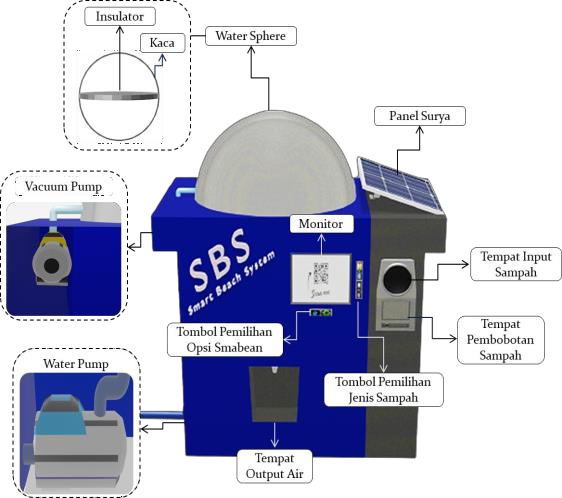 Insulator
Kaca
Water Sphere
Panel Surya
Vacuum Pump
Monitor
SBS
Smart Beach System
Tempat Input
Sampah
Tombol Pemilihan
Opsi Smabean
Tempat
Pembobotan
Sampah
Water Pump
Tombol Pemilihan
Jenis Sampah
Tempat
Output Air